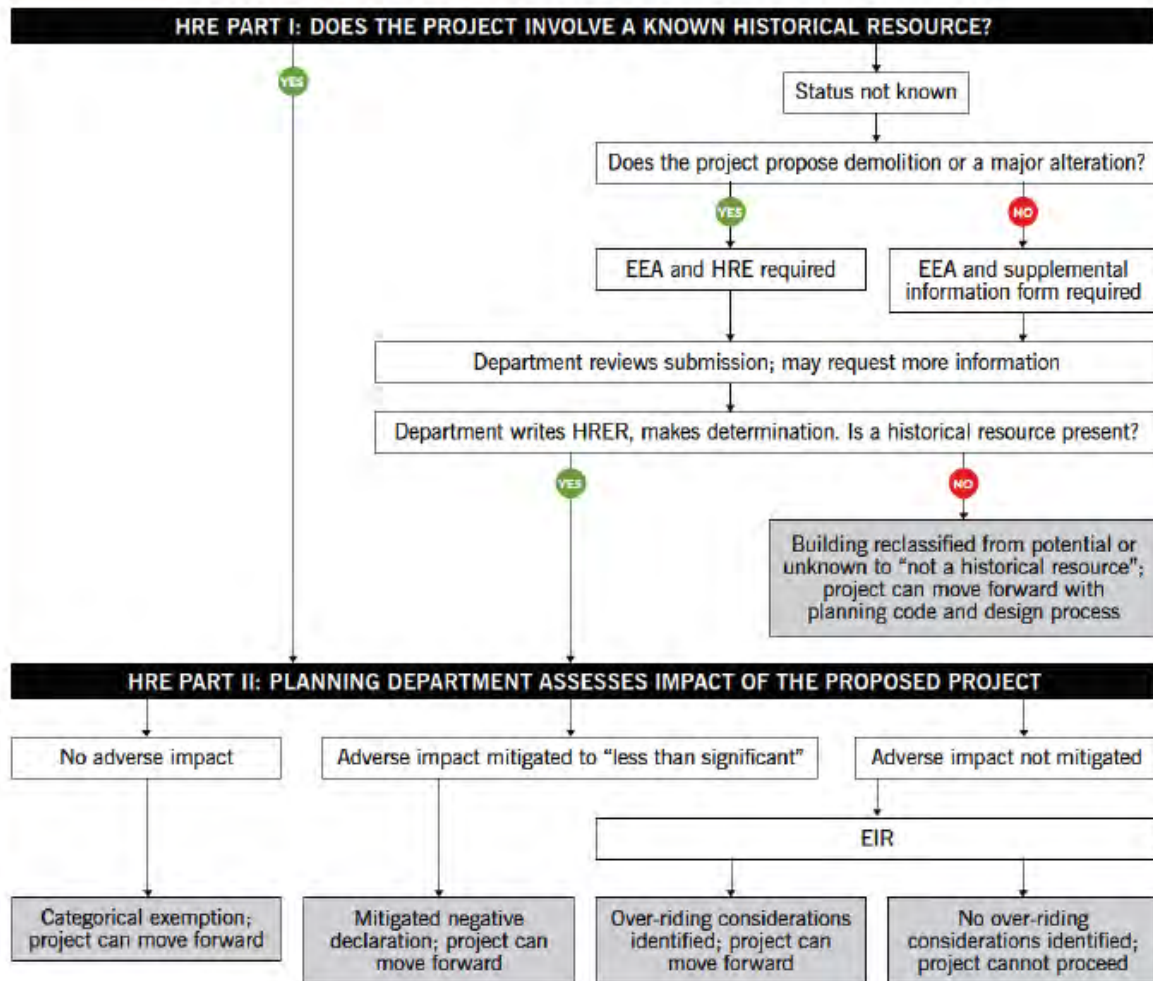 HRE PART I: DOES THE PROJECT INVOLVE A KNOWN HISTORICAL RESOURCE?
YES
Status not known
Does the project propose demolition or a major alteration?
YES
NO
EEA and HRE required
EEA and supplemental
information form required
Department reviews submission; may request more information
Department writes HRER, makes determination. Is a historical resource present?
YES
NO
Building reclassified from potential or
unknown to “not a historical resource”;
project can move forward with
planning code and design process
HRE PART II: PLANNING DEPARTMENT ASSESSES IMPACT OF THE PROPOSED PROJECT
No adverse impact
Adverse impact mitigated to “less than significant”
Adverse impact not mitigated
EIR
Categorical exemption;
project can move forward
Mitigated negative
declaration; project can
move forward
Over-riding considerations
identified; project can
move forward
No over-riding
considerations identified;
project cannot proceed